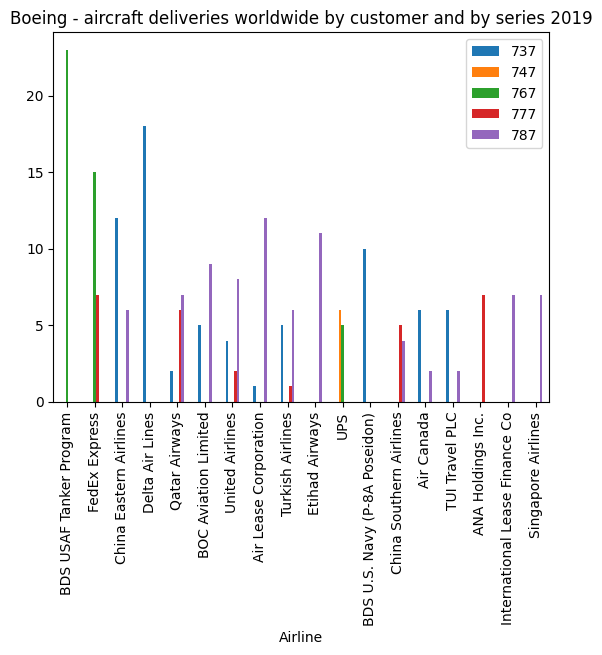 Boeing - aircraft deliveries worldwide by customer and by series 2019
737
747
767
777
787
20
15
10
5
0
BDS USAF Tanker Program
FedEx Express
China Eastern Airlines
Delta Air Lines
Qatar Airways
BOC Aviation Limited
United Airlines
Air Lease Corporation
Turkish Airlines
Etihad Airways
UPS
BDS U.S. Navy (P-8A Poseidon)
China Southern Airlines
Air Canada
TUI Travel PLC
ANA Holdings Inc.
International Lease Finance Co
Singapore Airlines
Airline